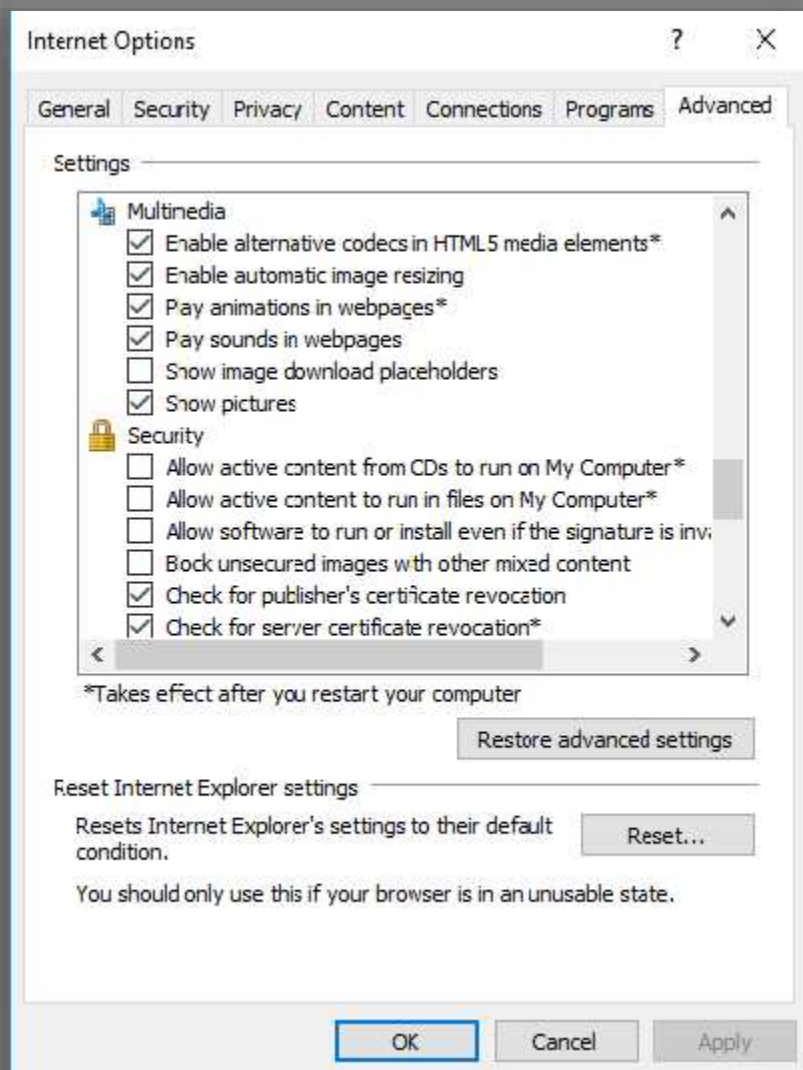 Internet Options
General Security Privacy Content Connections Programs Advanced
Settings
Multimedia
Enable alternative codecs in HTML5 media elements*
Enable automatic image resizing
Pay animations in webpages*
Pay sounds in webpages
Show image download placeholders
Show pictures
Security
Allow active content from CDs to run on My Computer*
Allow active content to run in files on My Computer*
Allow software to run or install even if the signature is inva
Bock unsecured images wth other mixed content
Check for publisher's certificate revocation
Check for server certificate revocation*
*Takes effect after you restart your computer
Restore advanced settings
Reset Internet Explorer settings
Resets Internet Explorer's settings to their default
condition.
Reset...
You should only use this if your browser is in an unusable state.
OK Cancel Apply